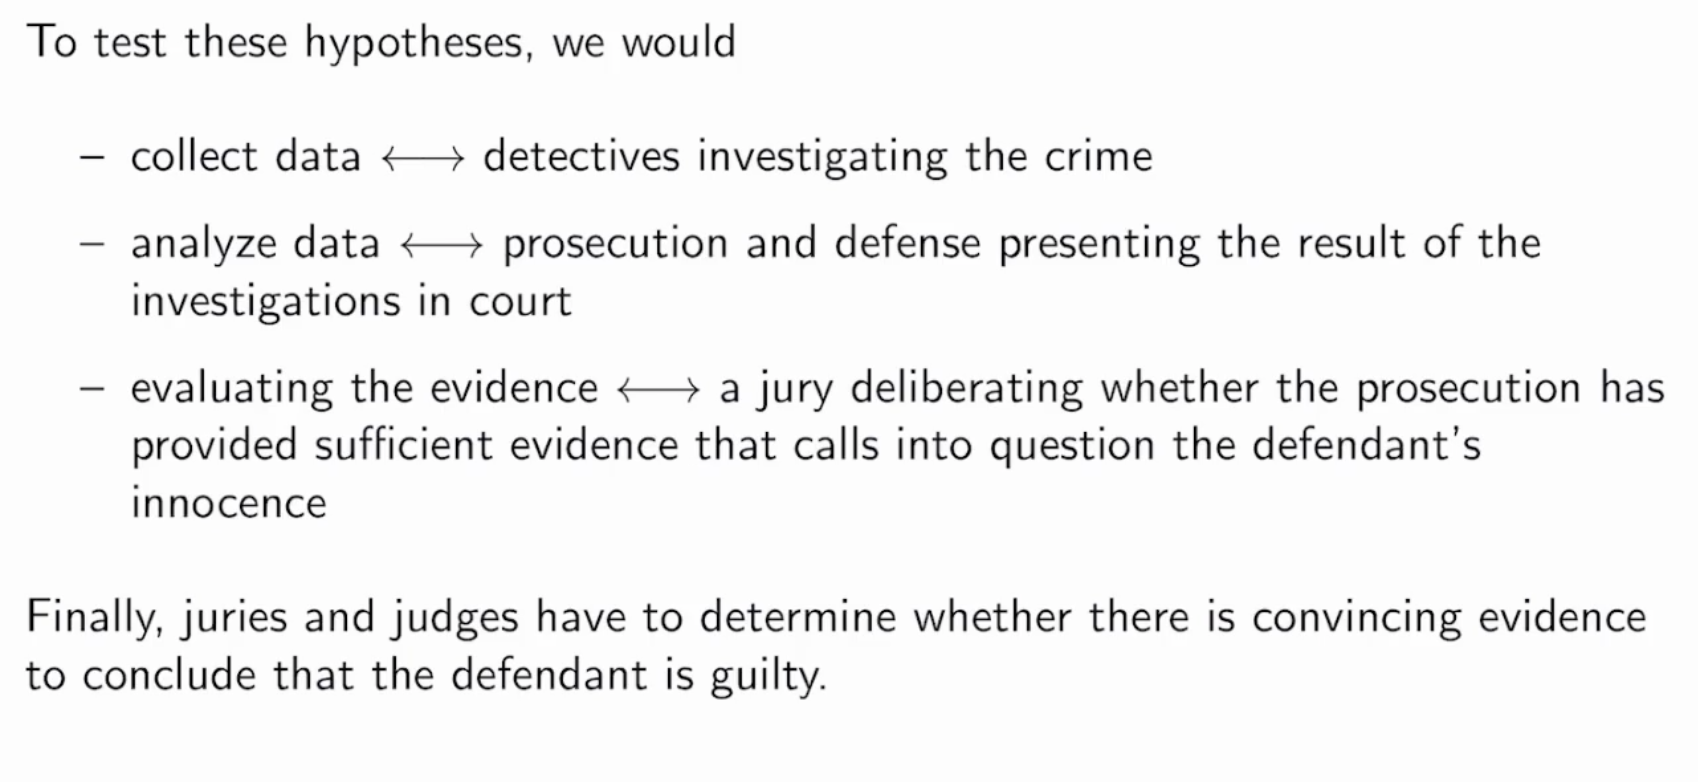 To test these hypotheses, we would
– collect data ⟷ detectives investigating the crime
– analyze data ⟷ prosecution and defense presenting the result of the
investigations in court
– evaluating the evidence ⟷ a jury deliberating whether the prosecution has
provided sufficient evidence that calls into question the defendant's
innocence
Finally, juries and judges have to determine whether there is convincing evidence
to conclude that the defendant is guilty.